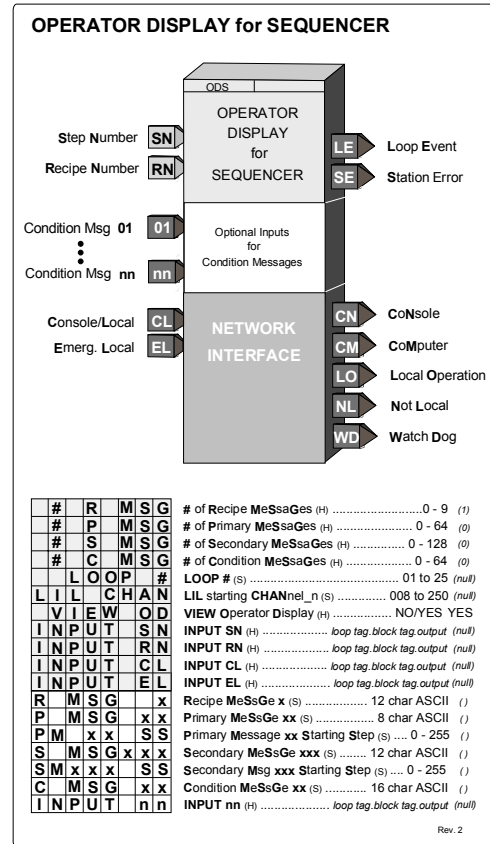 OPERATOR DISPLAY for SEQUENCER
ODS
OPERATOR
DISPLAY
for
SEQUENCER
Step Number SN
Recipe Number RN
LE Loop Event
SE Station Error
Condition Msg 01 01
Condition Msg nn nn
Optional Inputs
for
Condition Messages
Console/Local CL
Emerg. Local EL
NETWORK
INTERFACE
CN CoNsole
CM CoMputer
LO Local Operation
NL Not Local
WD Watch Dog
# R MSG # of Recipe MeSsaGes (H) ............................0 - 9 (1)
# P MSG # of Primary MeSsaGes (H) ........................ 0 - 64 (0)
# S MSG # of Secondary MeSsaGes (H) ................. 0 - 128 (0)
# C MSG # of Condition MeSsaGes (H) .................... 0 - 64 (0)
LOOP # LOOP # (S) ..................................................... 01 to 25 (null)
LIL CHAN LIL starting CHANnel_n (S) ..................... 008 to 250 (null)
VIEW OD VIEW Operator Display (H) ..................... NO/YES YES
INPUT SN INPUT SN (H) ................... loop tag.block tag.output (null)
INPUT RN INPUT RN (H) ................... loop tag.block tag.output (null)
INPUT CL INPUT CL (H) ................... loop tag.block tag.output (null)
INPUT EL INPUT EL (H) ................... loop tag.block tag.output (null)
R MSG x Recipe MeSsGe x (S) ................... 12 char ASCII ( )
P MSG xx Primary MeSsGe xx (S) ................... 8 char ASCII ( )
PM xx SS Primary Message xx Starting Step (S) .... 0 - 255 ( )
S MSGxxx Secondary MeSsGe xxx (S) ............. 12 char ASCII ( )
SMxxx SS Secondary Msg xxx Starting Step (S) .... 0 - 255 ( )
C MSG xx Condition MeSsGe xx (S) ................ 16 char ASCII ( )
INPUT nn INPUT nn (H) ..................... loop tag.block tag.output (null)
Rev. 2